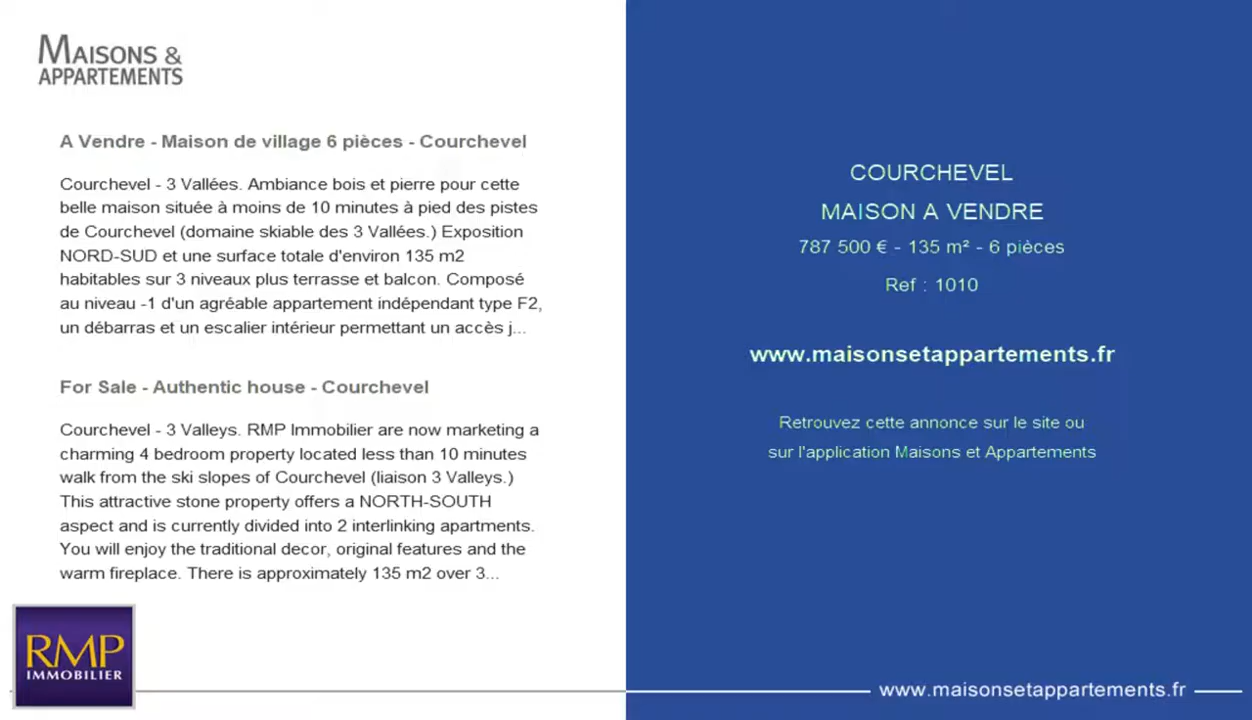 MAISONS &
APPARTEMENTS
A Vendre - Maison de village 6 pièces - Courchevel
Courchevel - 3 Vallées. Ambiance bois et pierre pour cette
belle maison située à moins de 10 minutes à pied des pistes
de Courchevel (domaine skiable des 3 Vallées.) Exposition
NORD-SUD et une surface totale d'environ 135 m2
habitables sur 3 niveaux plus terrasse et balcon. Composé
au niveau -1 d'un agréable appartement indépendant type F2,
un débarras et un escalier intérieur permettant un accès j...
For Sale - Authentic house - Courchevel
Courchevel - 3 Valleys. RMP Immobilier are now marketing a
charming 4 bedroom property located less than 10 minutes
walk from the ski slopes of Courchevel (liaison 3 Valleys.)
This attractive stone property offers a NORTH-SOUTH
aspect and is currently divided into 2 interlinking apartments.
You will enjoy the traditional decor, original features and the
warm fireplace. There is approximately 135 m2 over 3...
RMP
IMMOBILIER
COURCHEVEL
MAISON A VENDRE
787 500 € - 135 m² - 6 pièces
Ref : 1010
www.maisonsetappartements.fr
Retrouvez cette annonce sur le site ou
sur l'application Maisons et Appartements
www.maisonsetappartements.fr